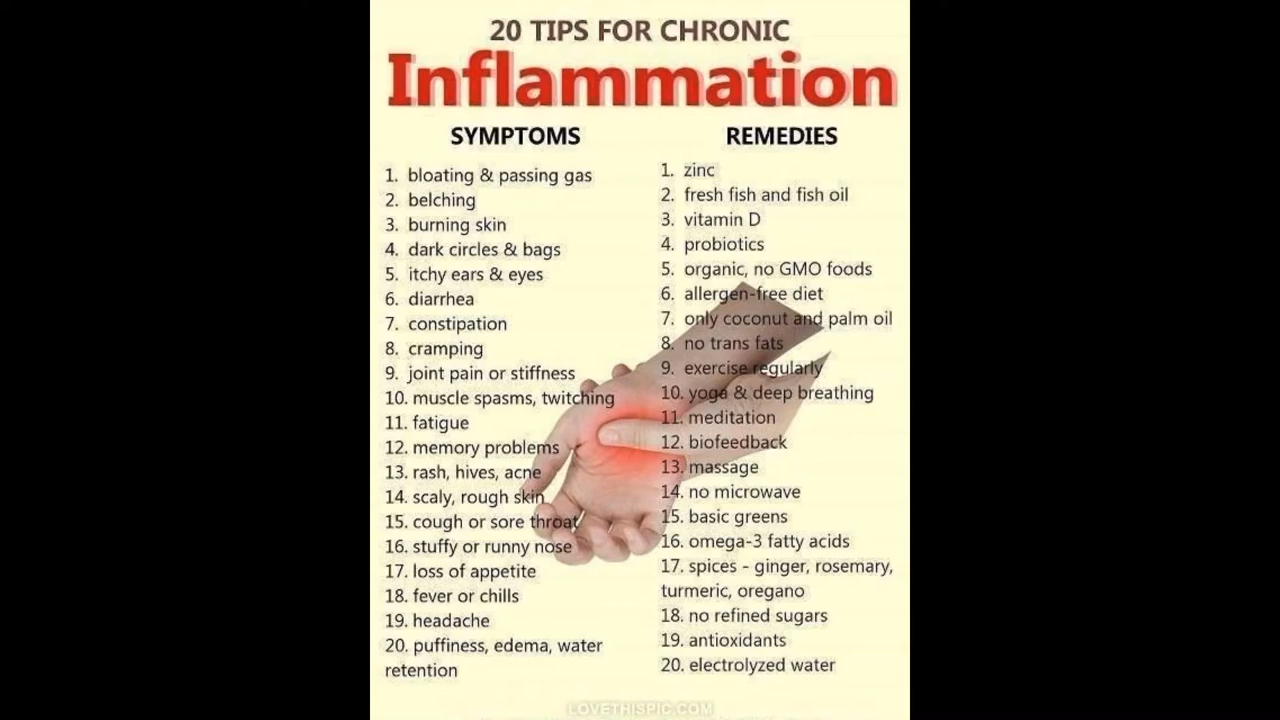 20 TIPS FOR CHRONIC
Inflammation
SYMPTOMS
1. bloating & passing gas
2. belching
3. burning skin
4. dark circles & bags
5. itchy ears & eyes
6. diarrhea
7. constipation
8. cramping
9. joint pain or stiffness
10. muscle spasms, twitching
11. fatigue
12. memory problems
13. rash, hives, acne
14. scaly, rough skin
15. cough or sore throat
16. stuffy or runny nose
17. loss of appetite
18. fever or chills
19. headache
20. puffiness, edema, water
retention
REMEDIES
1. zinc
2. fresh fish and fish oil
3. vitamin D
4. probiotics
5. organic, no GMO foods
6. allergen-free diet
7. only coconut and palm oil
8. no trans fats
9. exercise regularly
10. yoga & deep breathing
11. meditation
12. biofeedback
13. massage
14. no microwave
15. basic greens
16. omega-3 fatty acids
17. spices - ginger, rosemary,
turmeric, oregano
18. no refined sugars
19. antioxidants
20. electrolyzed water
LOVETHISPIC.COM